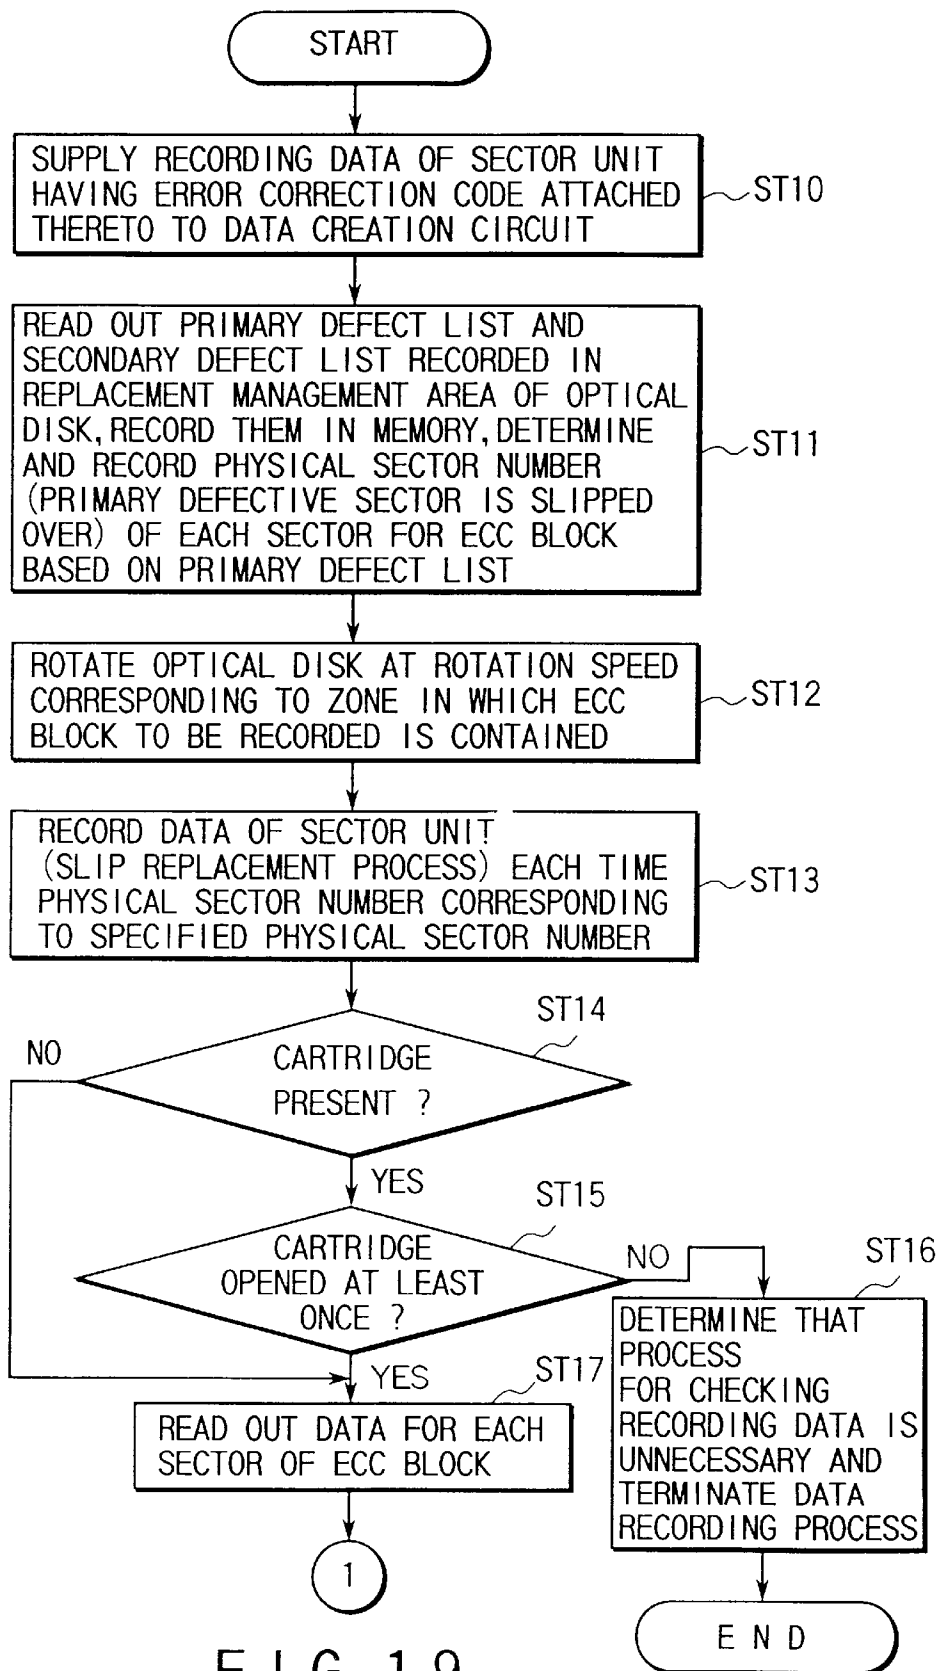 START
SUPPLY RECORDING DATA OF SECTOR UNIT
HAVING ERROR CORRECTION CODE ATTACHED
THERETO TO DATA CREATION CIRCUIT
ST10
READ OUT PRIMARY DEFECT LIST AND
SECONDARY DEFECT LIST RECORDED IN
REPLACEMENT MANAGEMENT AREA OF OPTICAL
DISK, RECORD THEM IN MEMORY, DETERMINE
AND RECORD PHYSICAL SECTOR NUMBER
(PRIMARY DEFECTIVE SECTOR IS SLIPPED
OVER) OF EACH SECTOR FOR ECC BLOCK
BASED ON PRIMARY DEFECT LIST
ST11
ROTATE OPTICAL DISK AT ROTATION SPEED
CORRESPONDING TO ZONE IN WHICH ECC
BLOCK TO BE RECORDED IS CONTAINED
ST12
RECORD DATA OF SECTOR UNIT
(SLIP REPLACEMENT PROCESS) EACH TIME
PHYSICAL SECTOR NUMBER CORRESPONDING
TO SPECIFIED PHYSICAL SECTOR NUMBER
ST13
ST14
NO
CARTRIDGE
PRESENT ?
YES
ST15
CARTRIDGE
OPENED AT LEAST
ONCE ?
NO
ST16
DETERMINE THAT
PROCESS
FOR CHECKING
RECORDING DATA IS
UNNECESSARY AND
TERMINATE DATA
RECORDING PROCESS
YES
ST17
READ OUT DATA FOR EACH
SECTOR OF ECC BLOCK
1
END
FIG.19